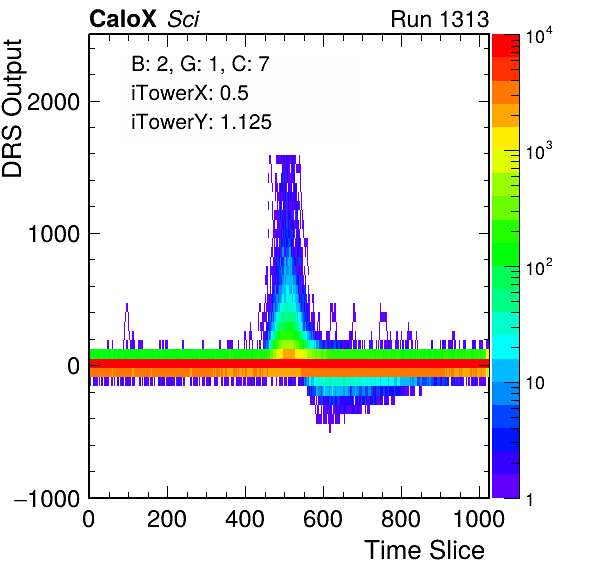 CaloX Sci Run 1313
B: 2, G: 1, C: 7
iTowerX: 0.5
iTowerY: 1.125
DRS Output
2000
1000
0
−1000
0 200 400 600 800 1000
Time Slice
10⁴
10³
10²
10
1